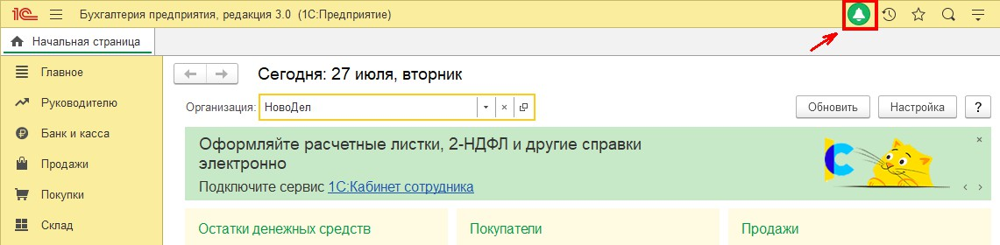 1С Бухгалтерия предприятия, редакция 3.0 (1С:Предприятие)
Начальная страница
Главное
Руководителю
Банк и касса
Продажи
Покупки
Склад
Сегодня: 27 июля, вторник
Организация: НовоДел
Обновить Настройка ?
Оформляйте расчетные листки, 2-НДФЛ и другие справки
электронно
Подключите сервис 1С:Кабинет сотрудника
Остатки денежных средств Покупатели Продажи